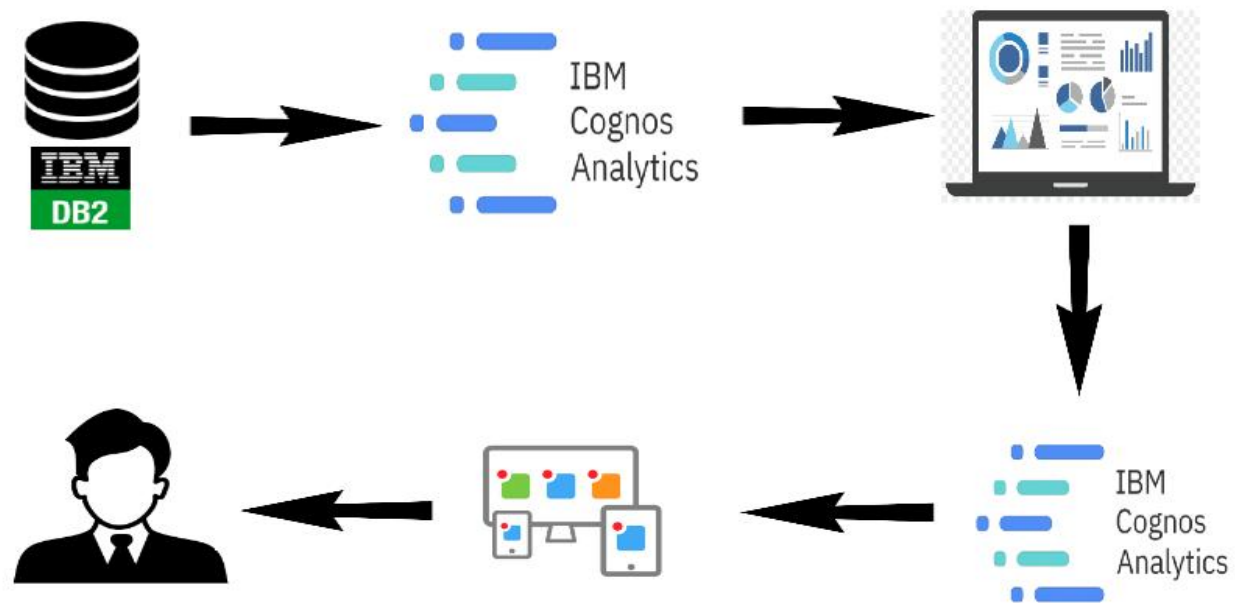 IBM
Cognos
Analytics
IBM
DB2
IBM
Cognos
Analytics